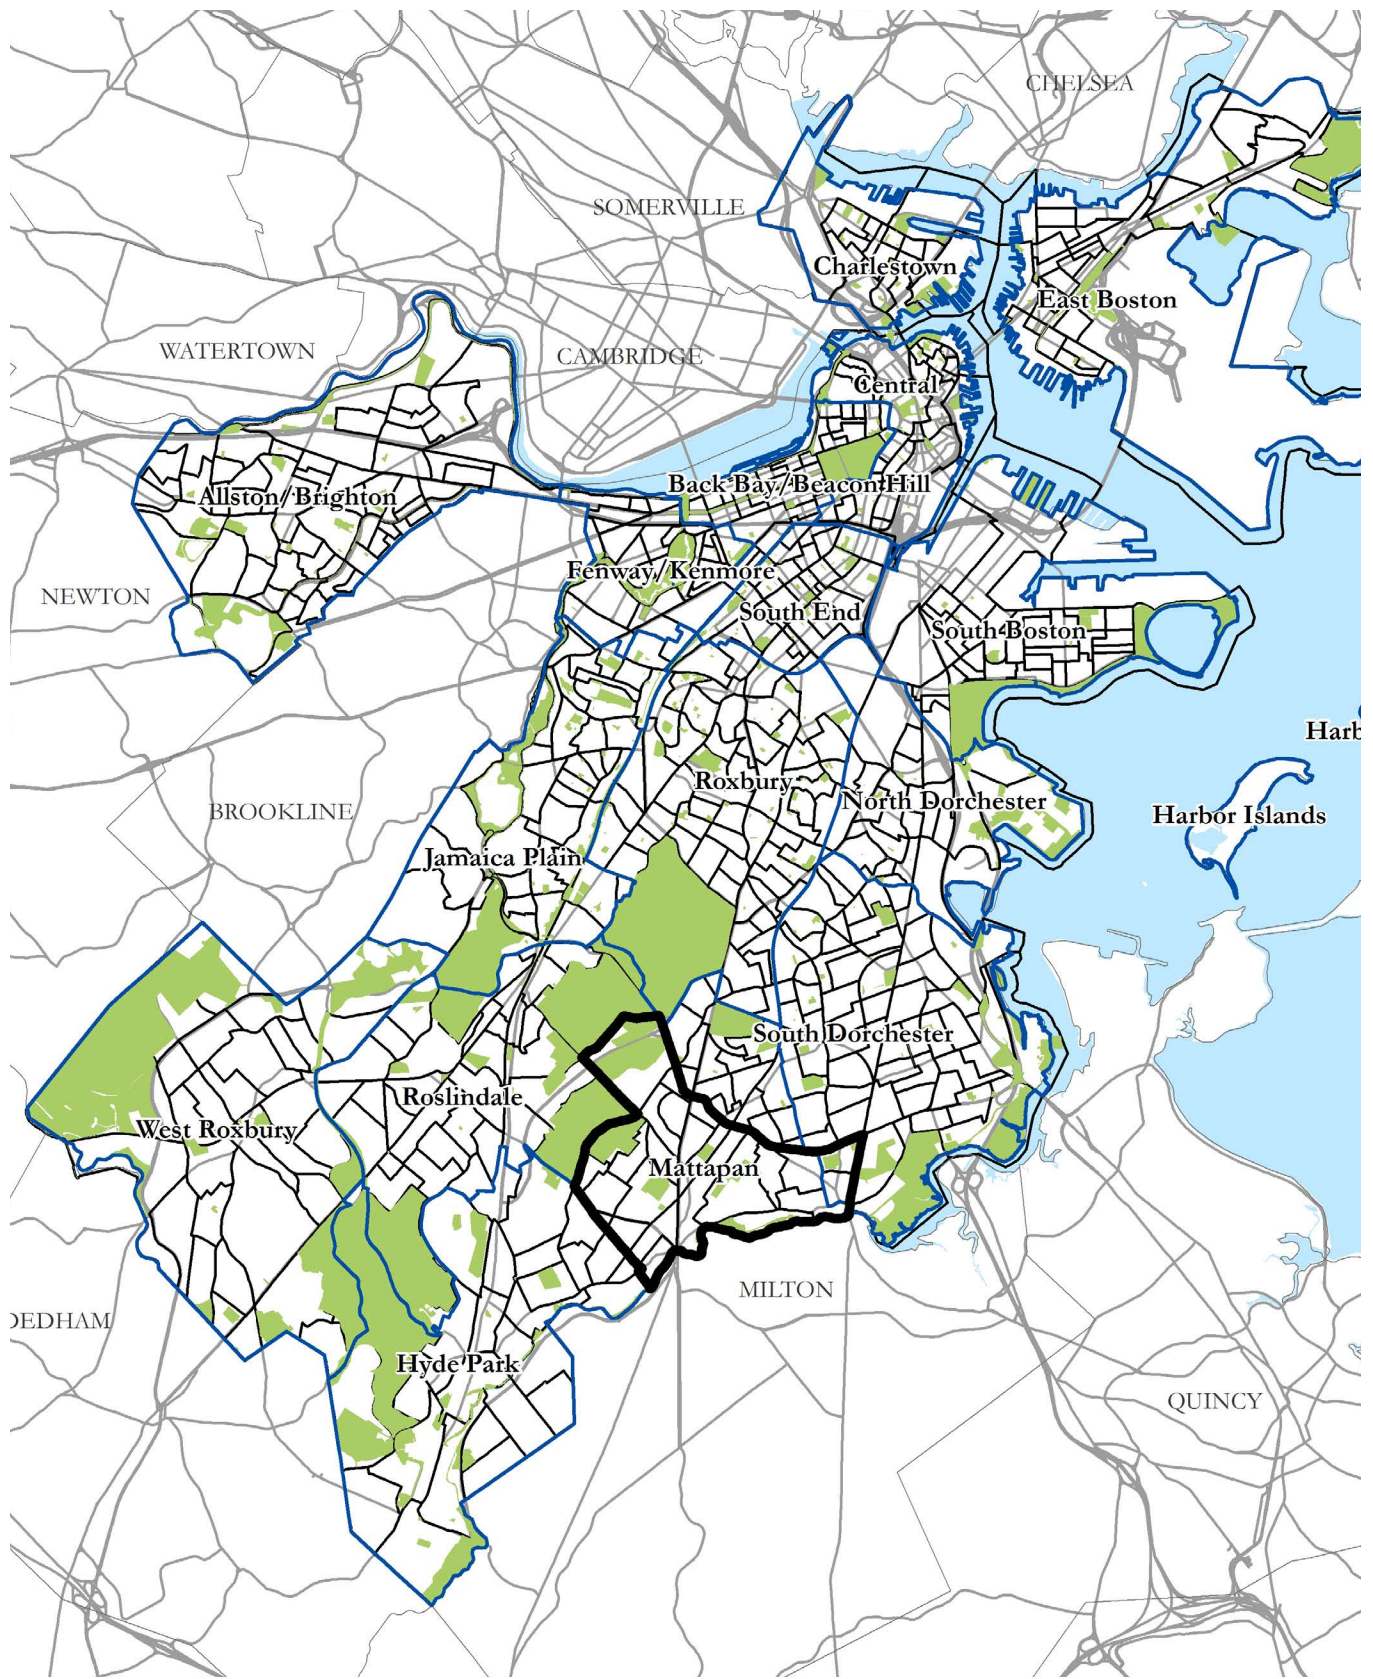 CHELSEA
SOMERVILLE
Charlestown
East Boston
WATERTOWN
CAMBRIDGE
Central
Back Bay/Beacon Hill
Allston/Brighton
Fenway/Kenmore
NEWTON
South End
South Boston
Harb
Roxbury
North Dorchester
BROOKLINE
Harbor Islands
Jamaica Plain
South Dorchester
Roslindale
West Roxbury
Mattapan
MILTON
DEDHAM
Hyde Park
QUINCY